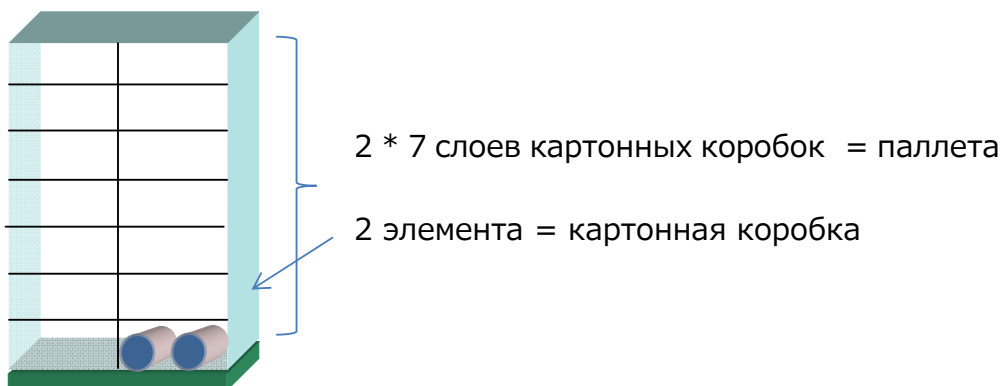 2 * 7 слоев картонных коробок = паллета
2 элемента = картонная коробка